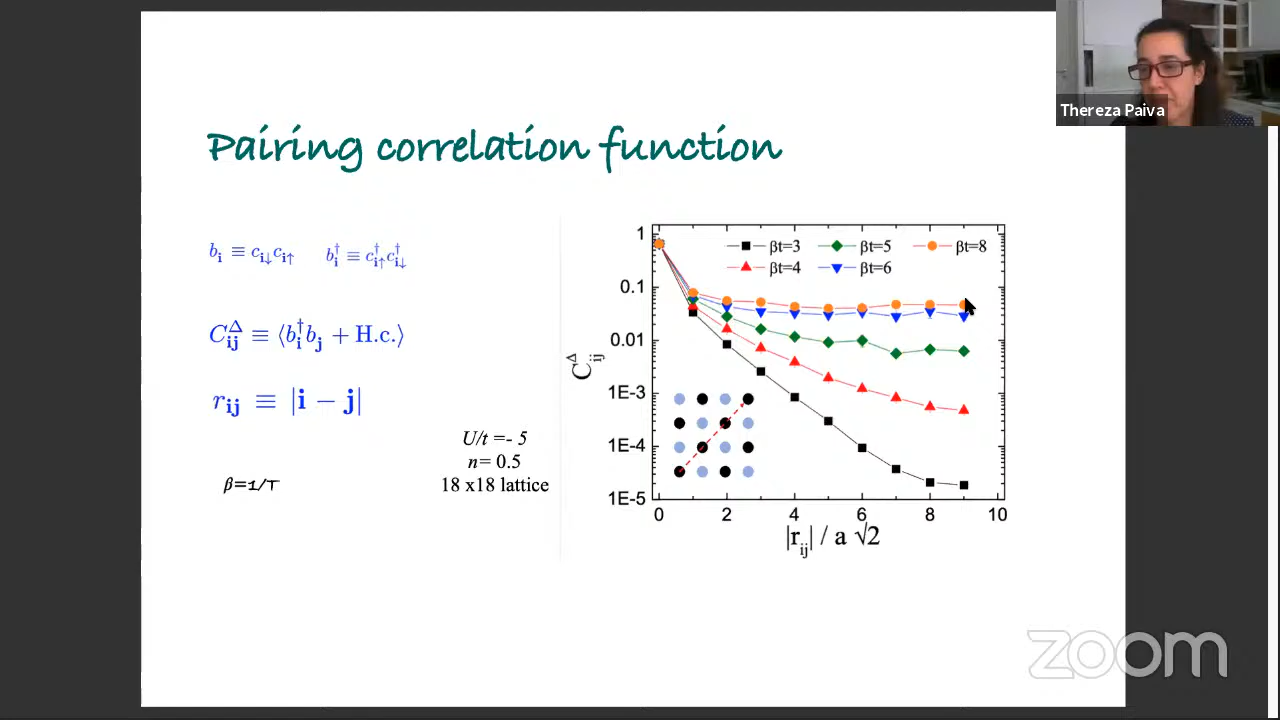 Thereza Paiva
Pairing correlation function
b_i ≡ c_i↓ c_i↑
b_i^† ≡ c_i↑^† c_i↓^†
C_ij^Δ ≡ ⟨b_i^† b_j + H.c.⟩
r_ij ≡ |i − j|
U/t =- 5
n= 0.5
18 x18 lattice
β=1/T
βt=3
βt=5
βt=8
βt=4
βt=6
1
0.1
0.01
1E-3
1E-4
1E-5
C_ij^Δ
0 2 4 6 8 10
|r_ij| / a √2
zoom